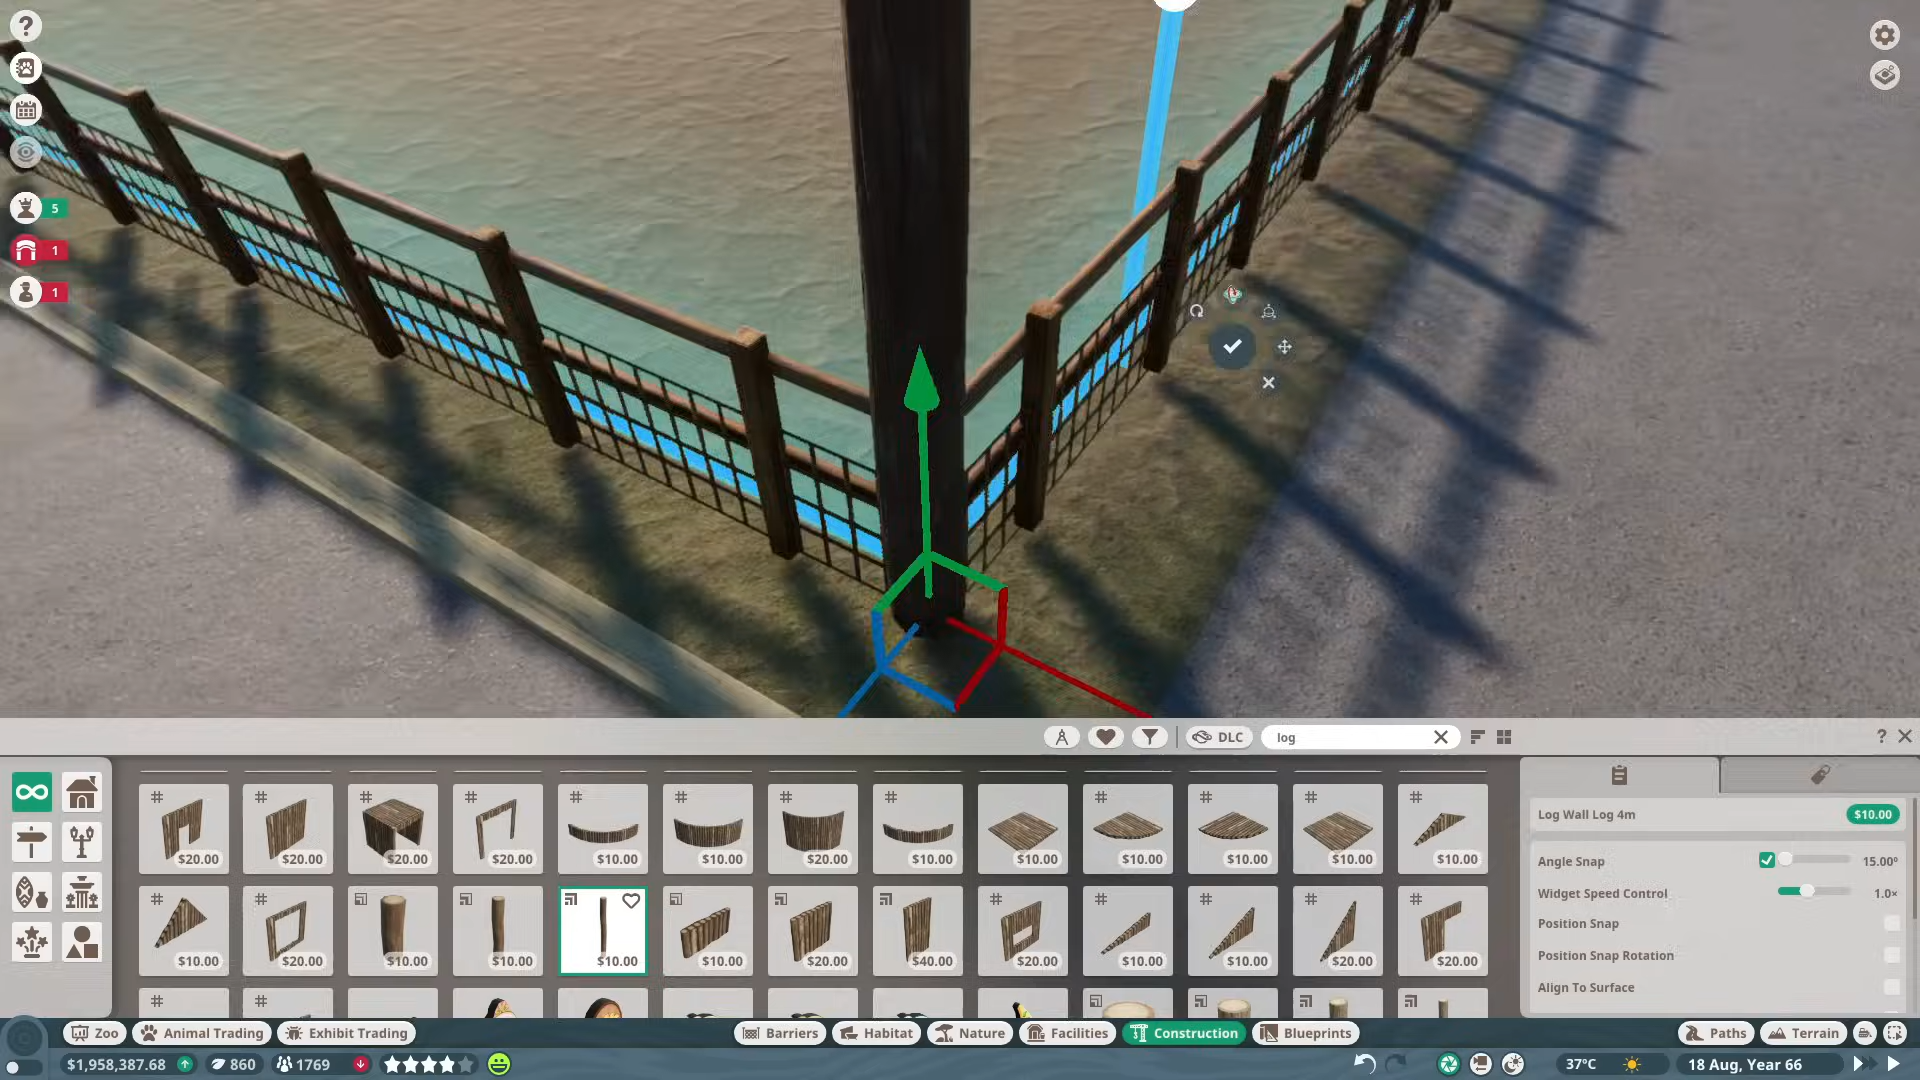 ?
5
1
1
DLC
log
?
$20.00 $20.00 $20.00 $20.00 $10.00 $10.00 $20.00 $10.00 $10.00 $10.00 $10.00 $10.00 $10.00
$10.00 $20.00 $10.00 $10.00 $10.00 $10.00 $20.00 $40.00 $20.00 $10.00 $10.00 $20.00 $20.00
Log Wall Log 4m $10.00
Angle Snap 15.00°
Widget Speed Control 1.0×
Position Snap
Position Snap Rotation
Align To Surface
Zoo Animal Trading Exhibit Trading Barriers Habitat Nature Facilities Construction Blueprints Paths Terrain
$1,958,387.68 860 1769 37°C 18 Aug, Year 66